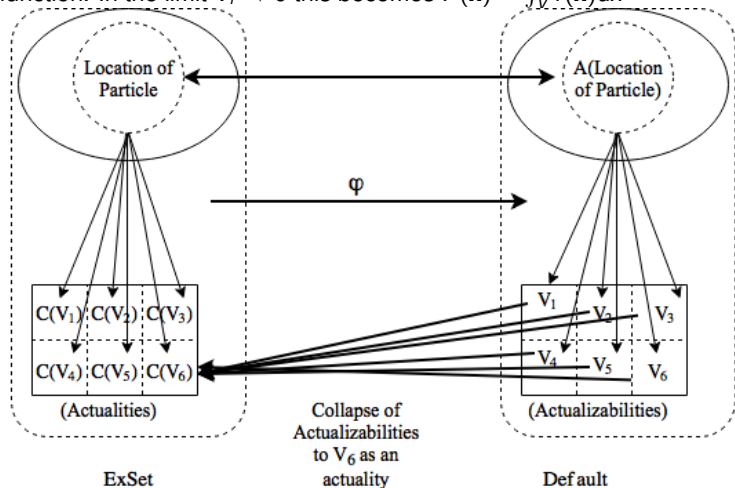 Location of
Particle
A(Location
of Particle)
φ
C(V₁) C(V₂) C(V₃)
C(V₄) C(V₅) C(V₆)
(Actualities)
V₁ V₂ V₃
V₄ V₅ V₆
(Actualizabilities)
Collapse of
Actualizabilities
to V₆ as an
actuality
ExSet
Default